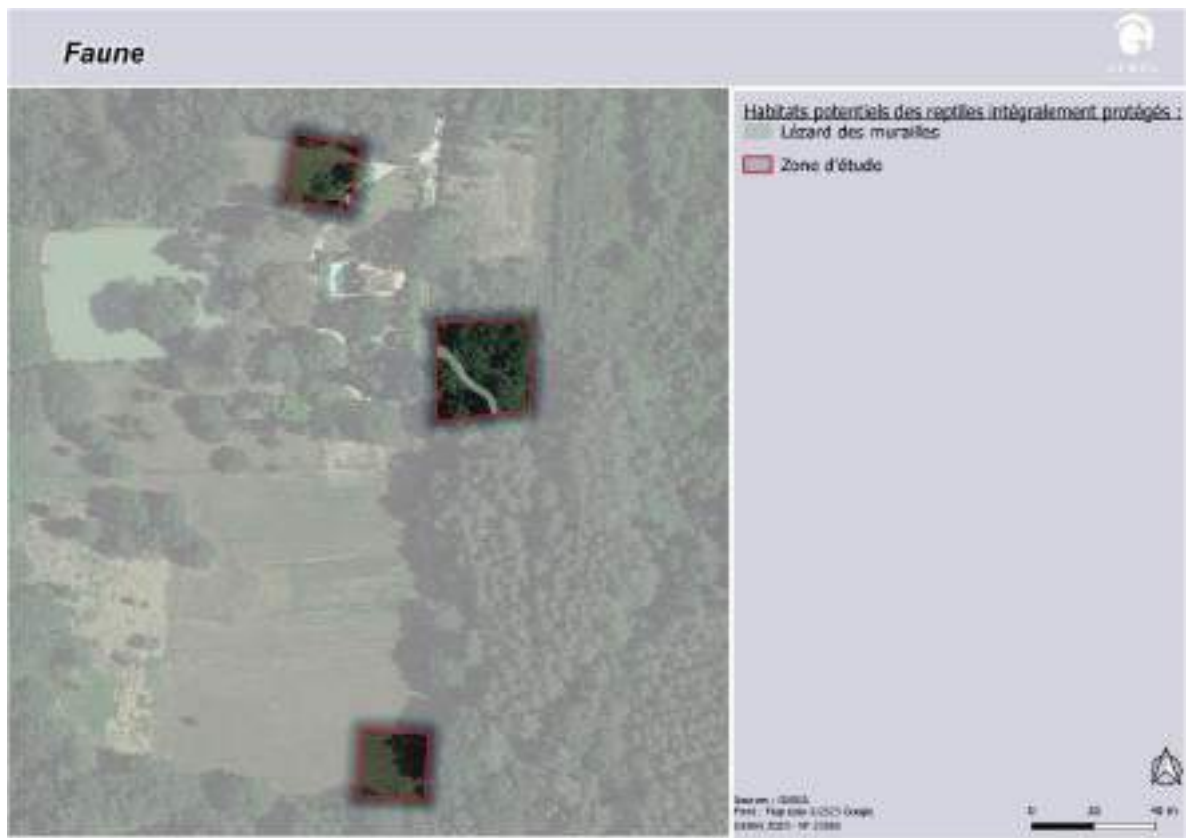 Faune
Habitats potentiels des reptiles intégralement protégés :
Lézard des murailles
Zone d'étude
0 20 40 m